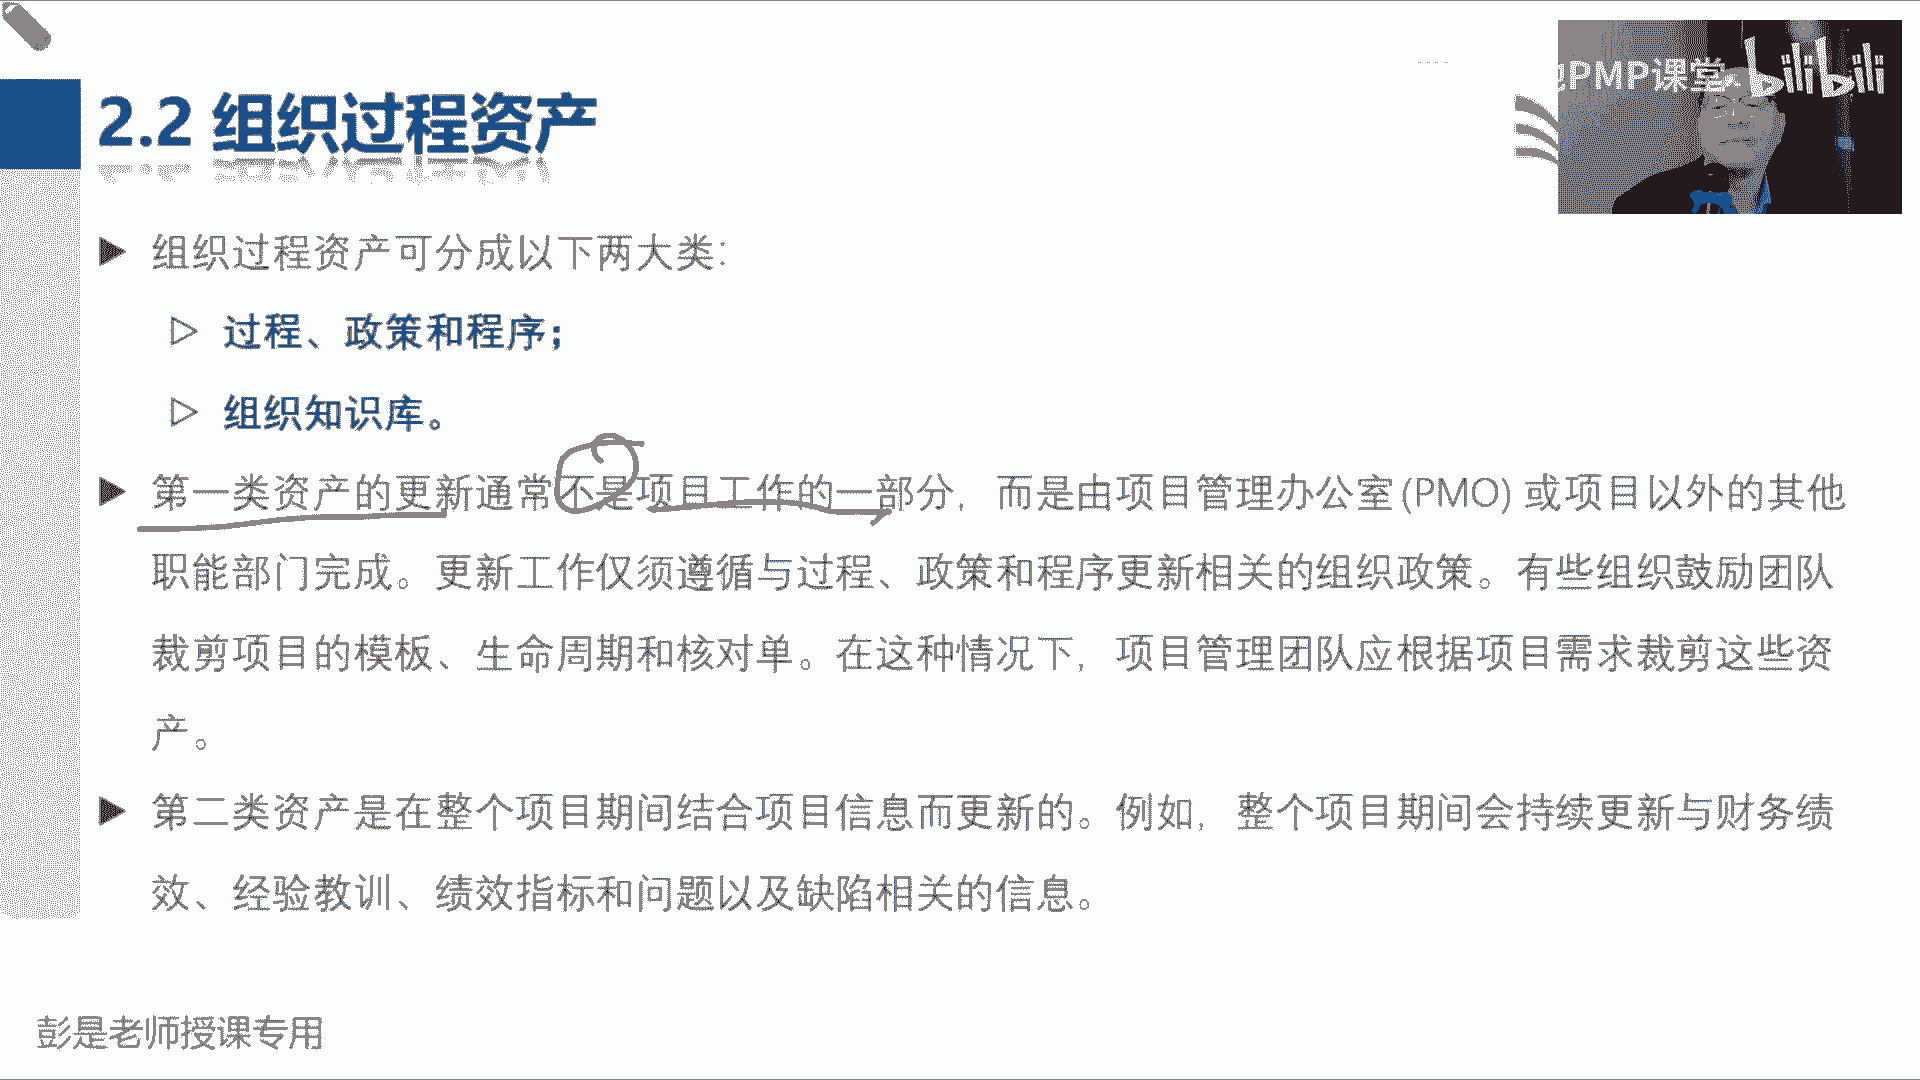 PMP课堂 bilibili
2.2 组织过程资产
组织过程资产可分成以下两大类：
过程、政策和程序；
组织知识库。
第一类资产的更新通常不是项目工作的一部分，而是由项目管理办公室(PMO) 或项目以外的其他
职能部门完成。更新工作仅须遵循与过程、政策和程序更新相关的组织政策。有些组织鼓励团队
裁剪项目的模板、生命周期和核对单。在这种情况下，项目管理团队应根据项目需求裁剪这些资
产。
第二类资产是在整个项目期间结合项目信息而更新的。例如，整个项目期间会持续更新与财务绩
效、经验教训、绩效指标和问题以及缺陷相关的信息。
彭是老师授课专用